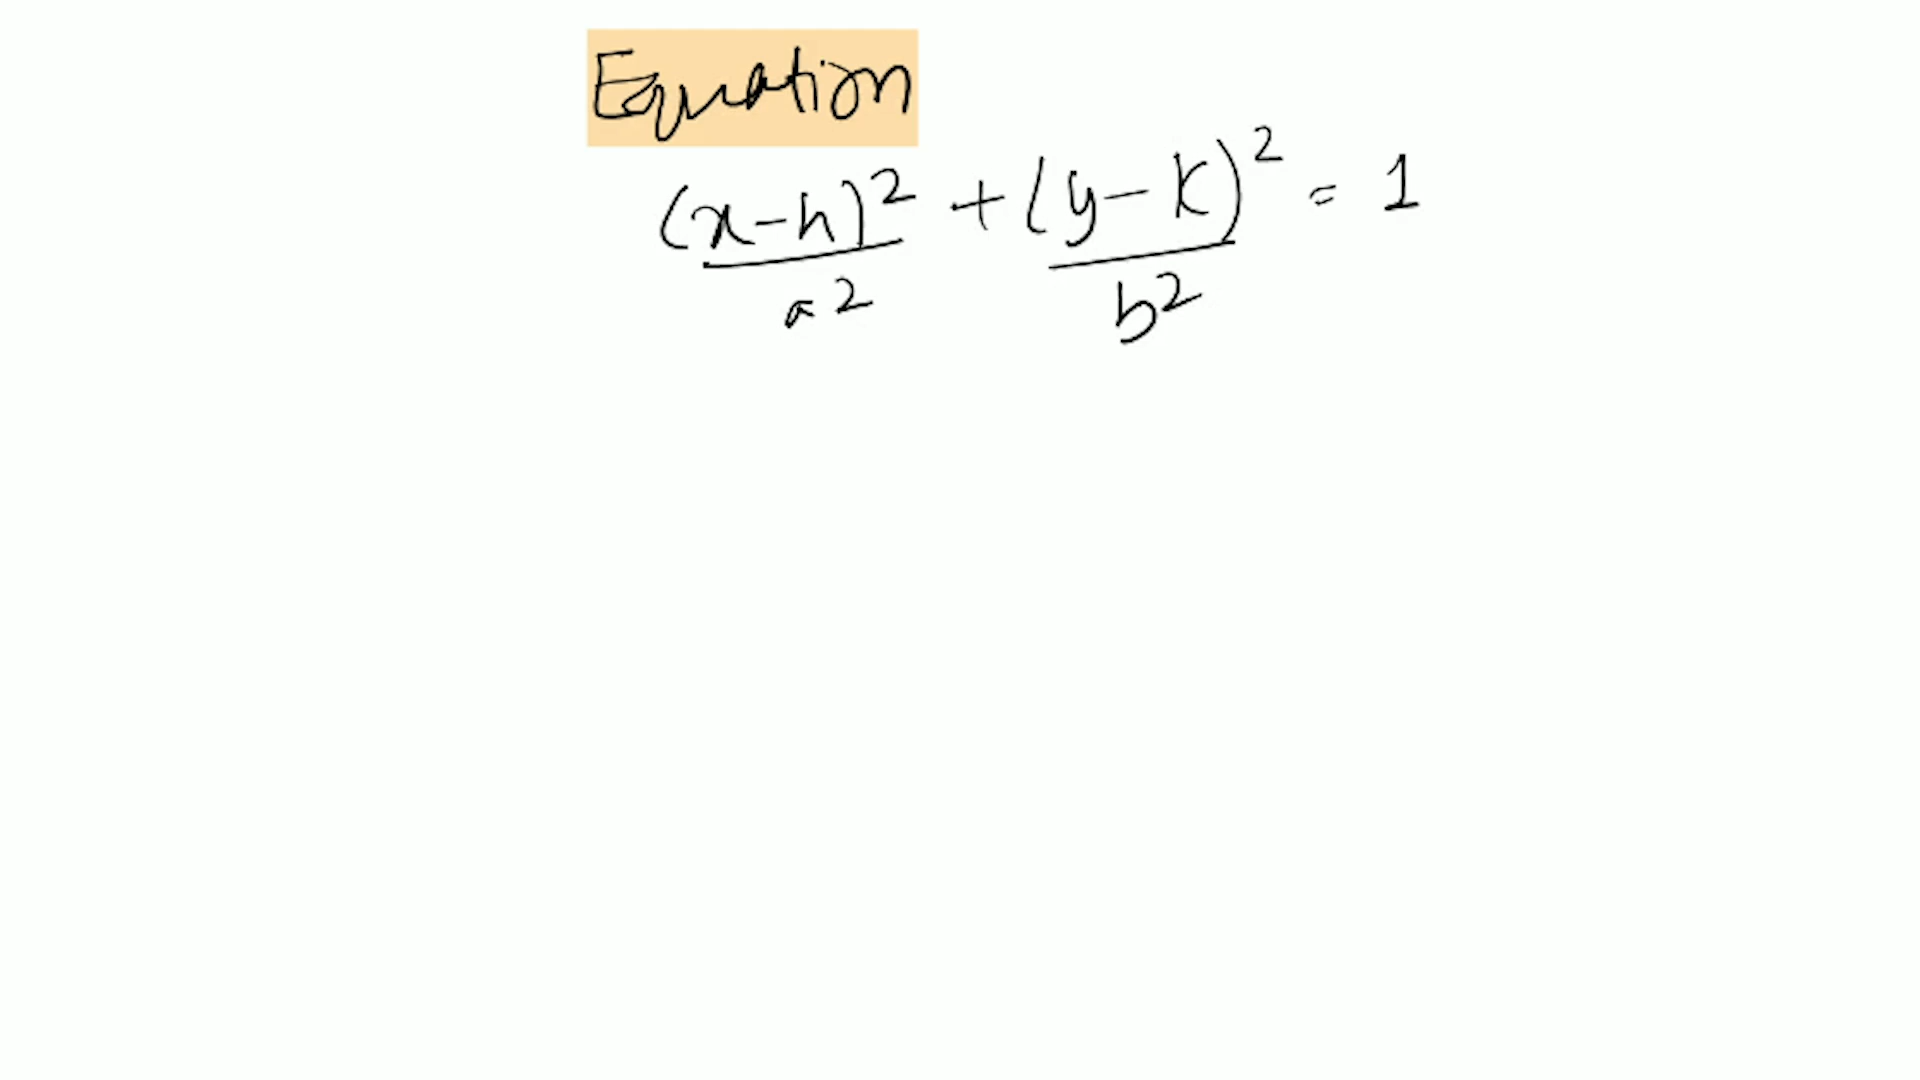 Equation
(x-h)²/a² + (y-k)²/b² = 1